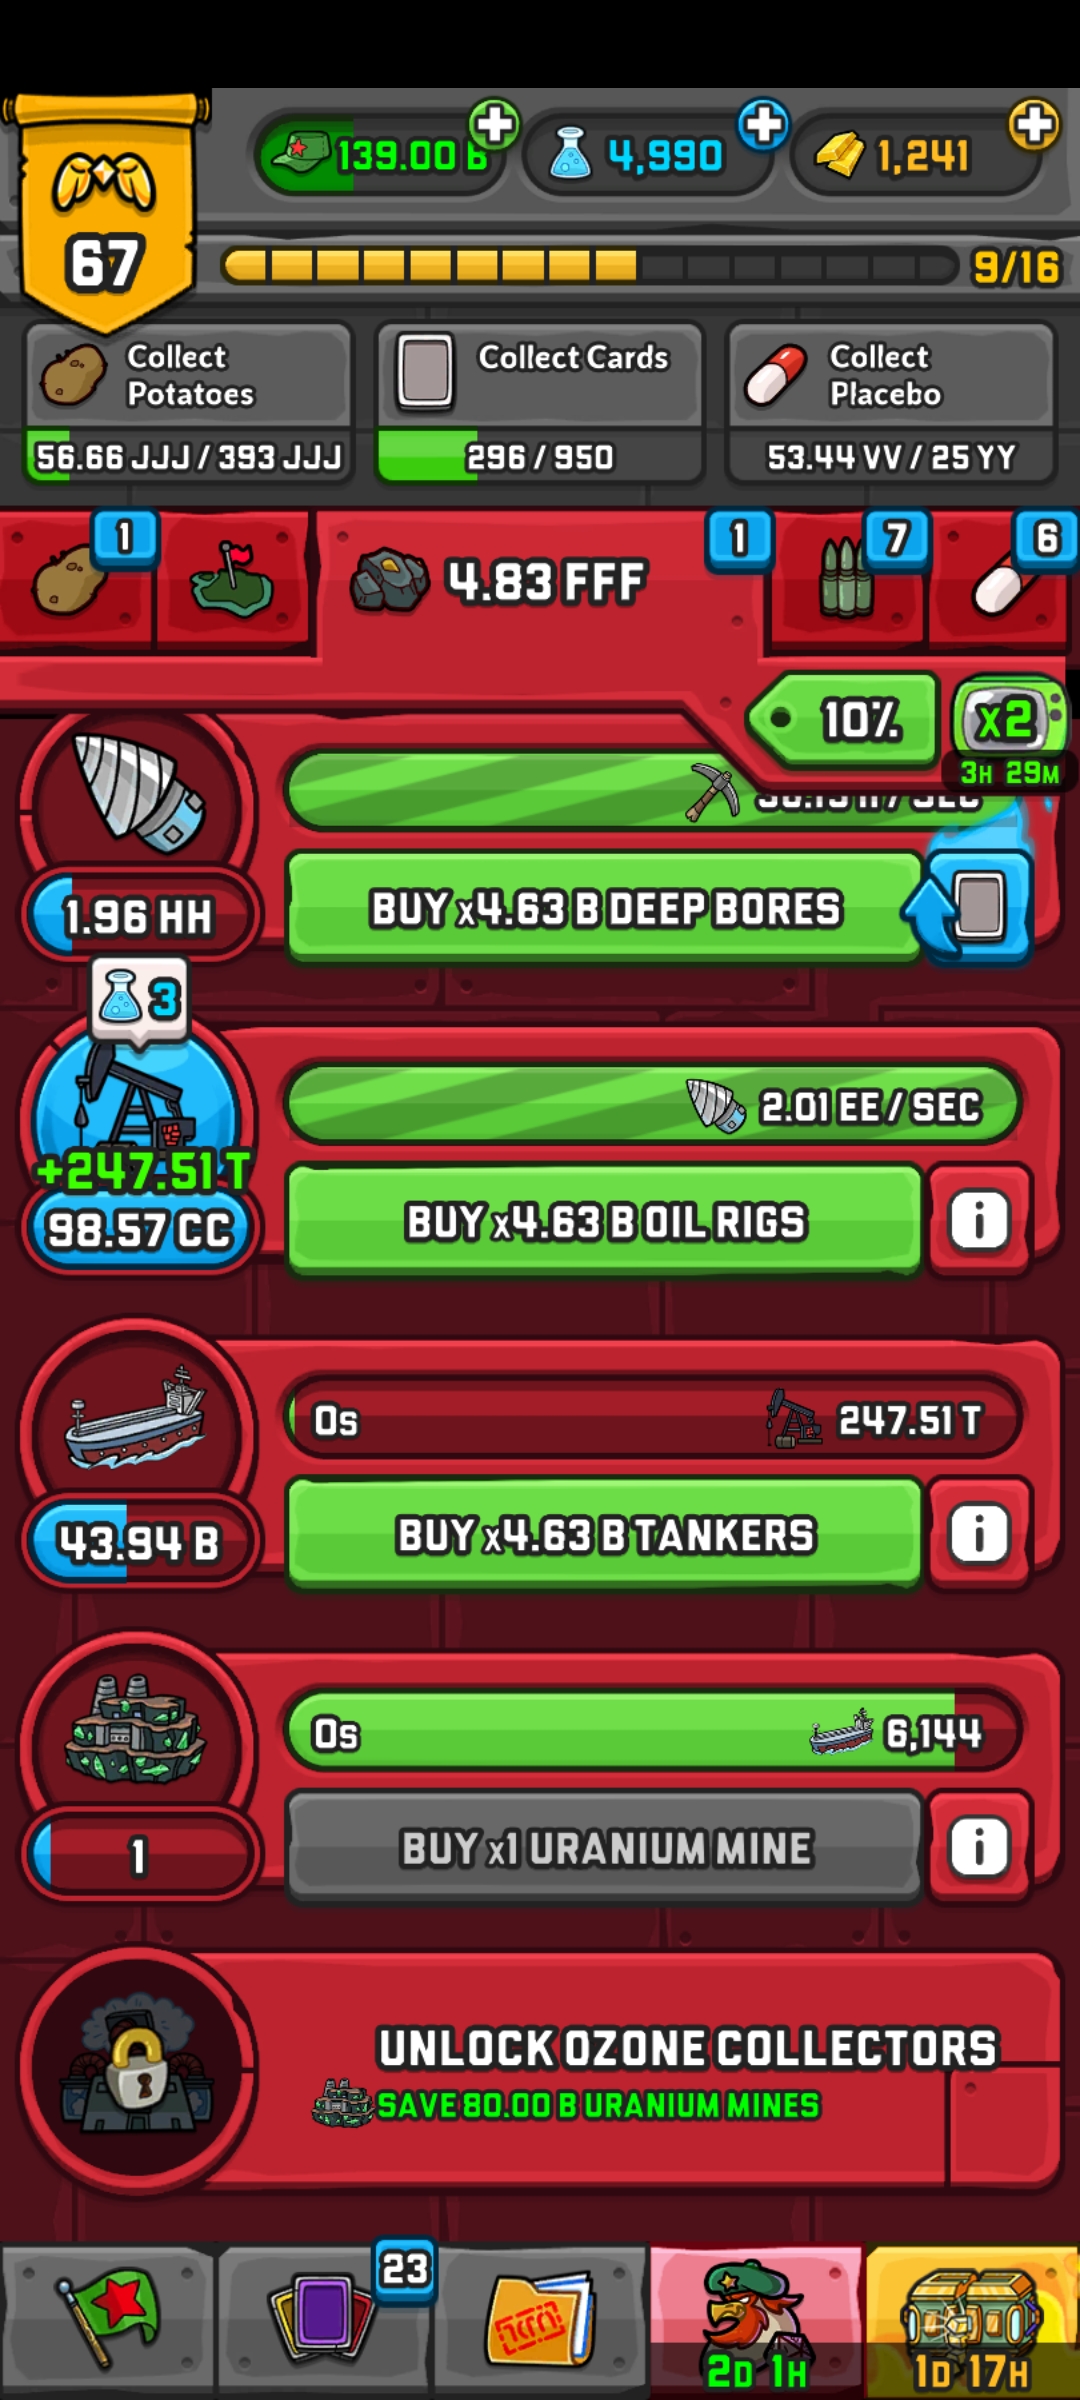 139.00 B
4,990
1,241
67
9/16
Collect
Potatoes
Collect Cards
Collect
Placebo
56.66 JJJ / 393 JJJ
296 / 950
53.44 VV / 25 YY
1
4.83 FFF
1
7
6
10%
x2
3H 29M
/ SEC
1.96 HH
BUY x4.63 B DEEP BORES
3
2.01 EE / SEC
+247.51 T
98.57 CC
BUY x4.63 B OIL RIGS
0s
247.51 T
43.94 B
BUY x4.63 B TANKERS
0s
6,144
1
BUY x1 URANIUM MINE
UNLOCK OZONE COLLECTORS
SAVE 80.00 B URANIUM MINES
23
2D 1H
1D 17H